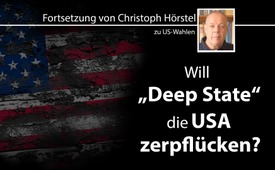 Fortsetzung von Christoph Hörstel
zu US-Wahlen
Will
„Deep State“
die USA
zerpflücken?